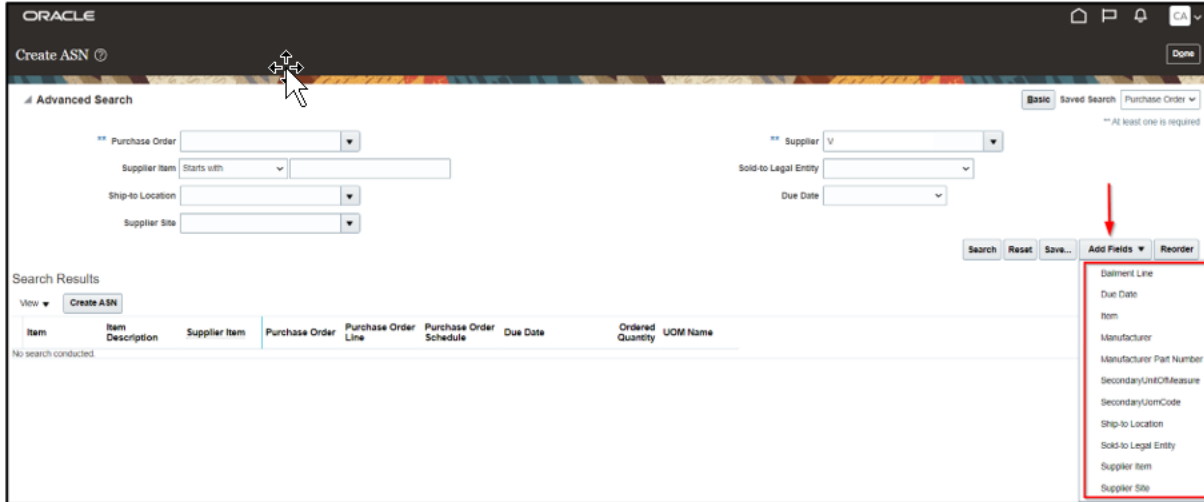 ORACLE
CA
Create ASN
Done
Advanced Search
Basic Saved Search Purchase Order
** At least one is required
** Purchase Order
** Supplier V
Supplier Item Starts with
Sold-to Legal Entity
Ship-to Location
Due Date
Supplier Site
Search Reset Save... Add Fields Reorder
Search Results
View Create ASN
Item Item Description Supplier Item Purchase Order Purchase Order Line Purchase Order Schedule Due Date Ordered Quantity UOM Name
No search conducted.
Bailment Line
Due Date
Item
Manufacturer
Manufacturer Part Number
SecondaryUnitOfMeasure
SecondaryUomCode
Ship-to Location
Sold-to Legal Entity
Supplier Item
Supplier Site